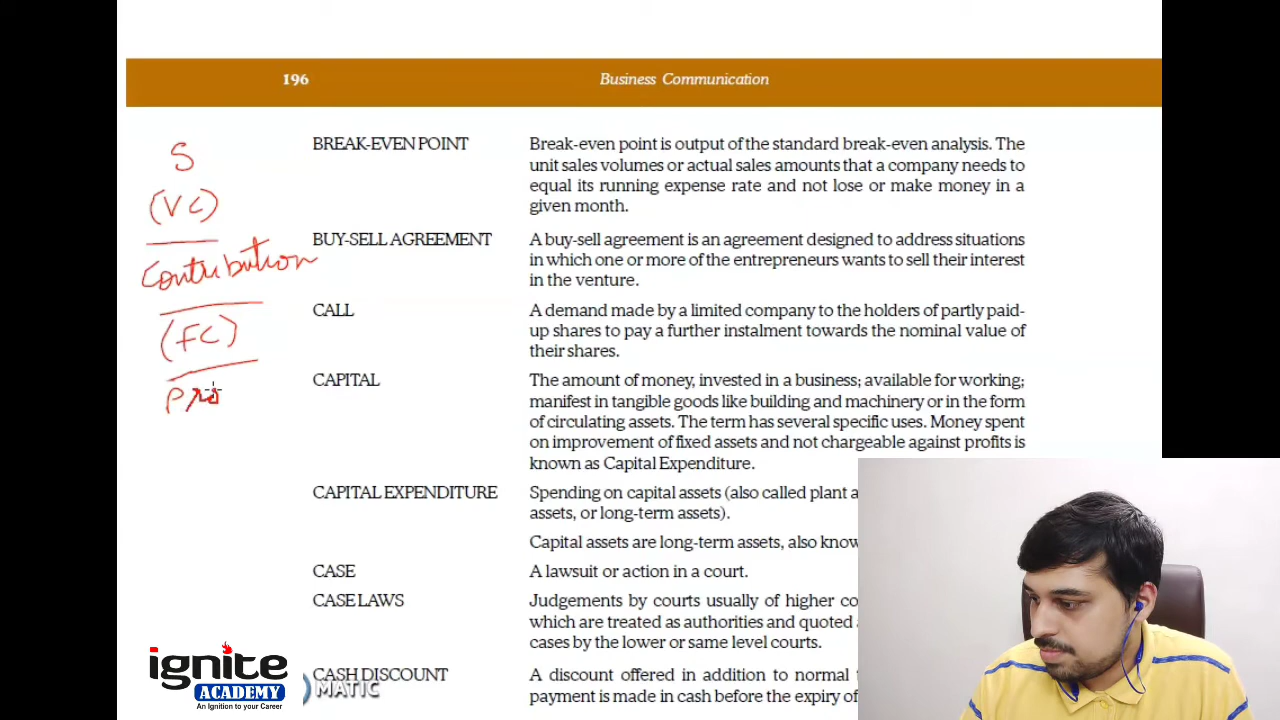 196
Business Communication
S
(VC)
Contribution
(FC)
Pro
BREAK-EVEN POINT
Break-even point is output of the standard break-even analysis. The
unit sales volumes or actual sales amounts that a company needs to
equal its running expense rate and not lose or make money in a
given month.
BUY-SELL AGREEMENT
A buy-sell agreement is an agreement designed to address situations
in which one or more of the entrepreneurs wants to sell their interest
in the venture.
CALL
A demand made by a limited company to the holders of partly paid-
up shares to pay a further instalment towards the nominal value of
their shares.
CAPITAL
The amount of money, invested in a business; available for working;
manifest in tangible goods like building and machinery or in the form
of circulating assets. The term has several specific uses. Money spent
on improvement of fixed assets and not chargeable against profits is
known as Capital Expenditure.
CAPITAL EXPENDITURE
Spending on capital assets (also called plant a
assets, or long-term assets).
Capital assets are long-term assets, also know
CASE
A lawsuit or action in a court.
CASE LAWS
Judgements by courts usually of higher co
which are treated as authorities and quoted
cases by the lower or same level courts.
CASH DISCOUNT
A discount offered in addition to normal
payment is made in cash before the expiry of
ignite
ACADEMY
An Ignition to your Career
MATIC